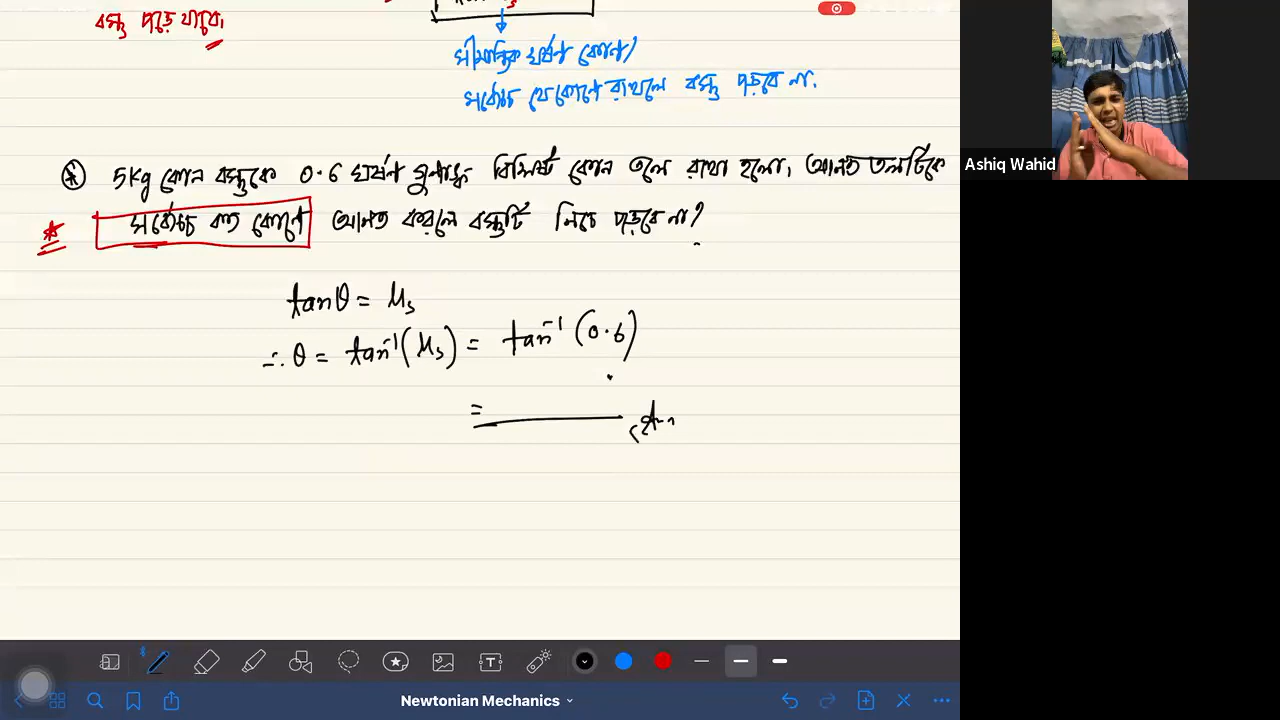 বস্তু পড়ে যাবে।
সীমান্তিক ঘর্ষণ কোণ/
সর্বোচ্চ যে কোণে রাখলে বস্তু পড়বে না।
5Kg কোন বস্তুকে 0.6 ঘর্ষণ গুণাঙ্ক বিশিষ্ট কোন তলে রাখা হলো। আনত তলটিকে
সর্বোচ্চ কত কোণে আনত করলে বস্তুটি নিচে পড়বে না?
tanθ = μs
∴ θ = tan⁻¹(μs) = tan⁻¹(0.6)
= (An
Ashiq Wahid
Newtonian Mechanics